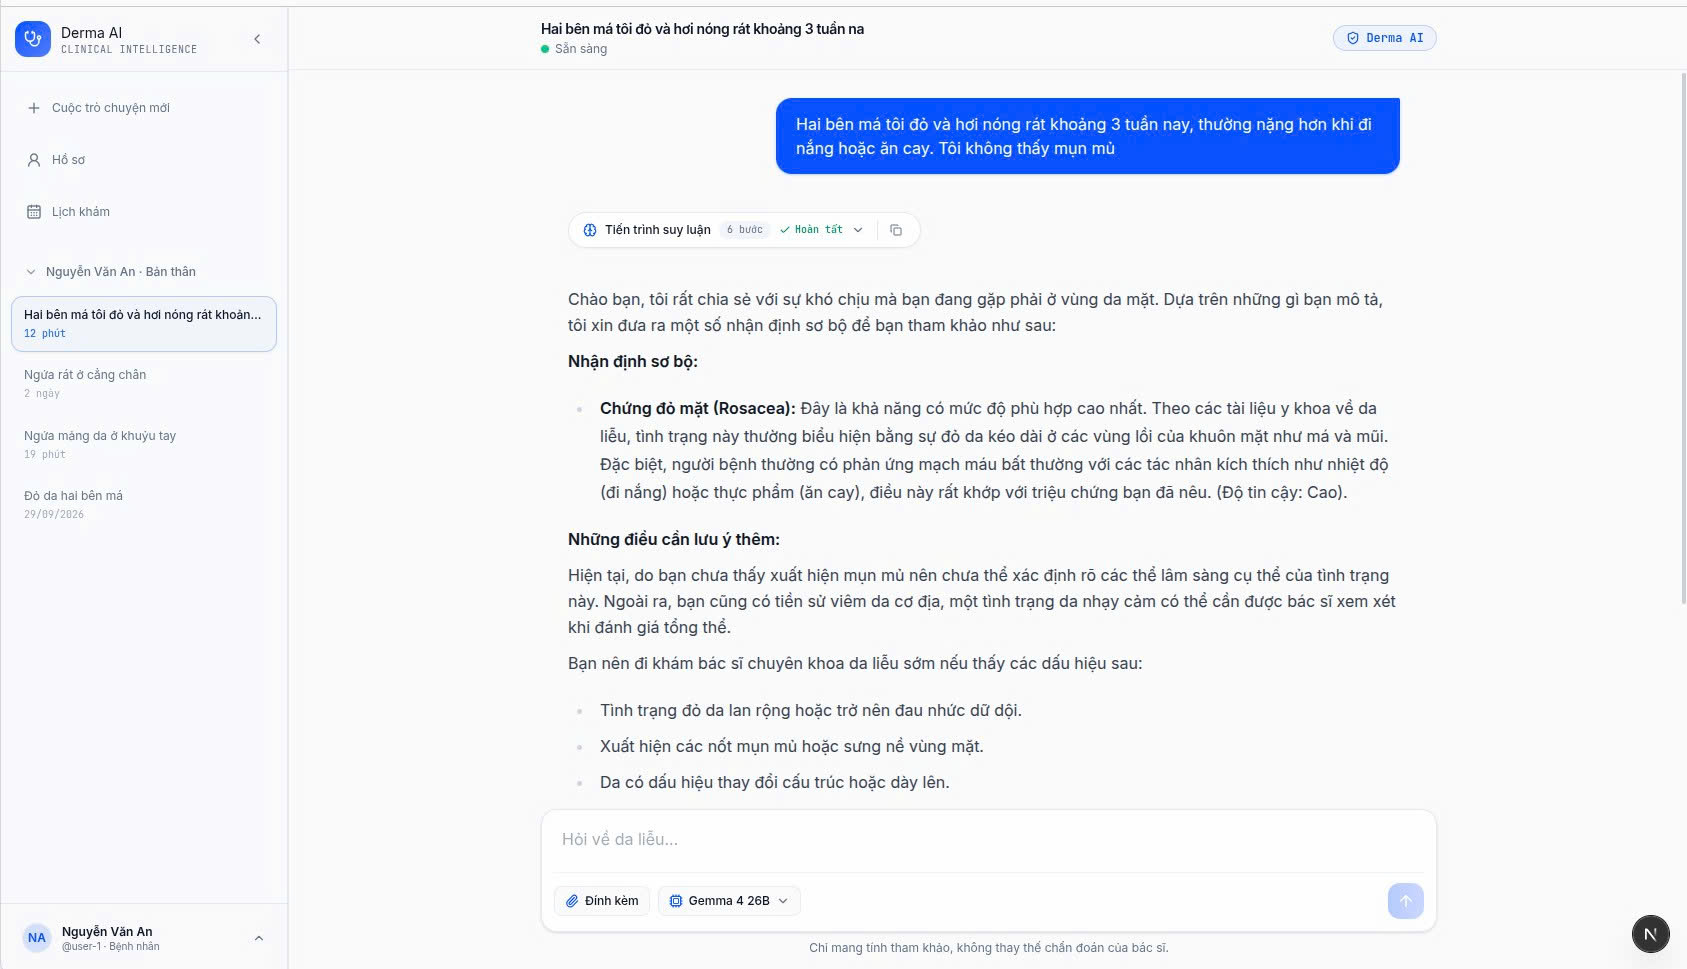 Derma AI
CLINICAL INTELLIGENCE
Cuộc trò chuyện mới
Hồ sơ
Lịch khám
Nguyễn Văn An · Bản thân
Hai bên má tôi đỏ và hơi nóng rát khoản...
12 phút
Ngứa rát ở cẳng chân
2 ngày
Ngứa mảng da ở khuỷu tay
19 phút
Đỏ da hai bên má
29/09/2026
NA
Nguyễn Văn An
@user-1 · Bệnh nhân
Hai bên má tôi đỏ và hơi nóng rát khoảng 3 tuần na
Sẵn sàng
Derma AI
Hai bên má tôi đỏ và hơi nóng rát khoảng 3 tuần nay, thường nặng hơn khi đi
nắng hoặc ăn cay. Tôi không thấy mụn mủ
Tiến trình suy luận 6 bước Hoàn tất
Chào bạn, tôi rất chia sẻ với sự khó chịu mà bạn đang gặp phải ở vùng da mặt. Dựa trên những gì bạn mô tả,
tôi xin đưa ra một số nhận định sơ bộ để bạn tham khảo như sau:
Nhận định sơ bộ:
Chứng đỏ mặt (Rosacea): Đây là khả năng có mức độ phù hợp cao nhất. Theo các tài liệu y khoa về da
liễu, tình trạng này thường biểu hiện bằng sự đỏ da kéo dài ở các vùng lồi của khuôn mặt như má và mũi.
Đặc biệt, người bệnh thường có phản ứng mạch máu bất thường với các tác nhân kích thích như nhiệt độ
(đi nắng) hoặc thực phẩm (ăn cay), điều này rất khớp với triệu chứng bạn đã nêu. (Độ tin cậy: Cao).
Những điều cần lưu ý thêm:
Hiện tại, do bạn chưa thấy xuất hiện mụn mủ nên chưa thể xác định rõ các thể lâm sàng cụ thể của tình trạng
này. Ngoài ra, bạn cũng có tiền sử viêm da cơ địa, một tình trạng da nhạy cảm có thể cần được bác sĩ xem xét
khi đánh giá tổng thể.
Bạn nên đi khám bác sĩ chuyên khoa da liễu sớm nếu thấy các dấu hiệu sau:
Tình trạng đỏ da lan rộng hoặc trở nên đau nhức dữ dội.
Xuất hiện các nốt mụn mủ hoặc sưng nề vùng mặt.
Da có dấu hiệu thay đổi cấu trúc hoặc dày lên.
Hỏi về da liễu...
Đính kèm
Gemma 4 26B
Chỉ mang tính tham khảo, không thay thế chẩn đoán của bác sĩ.
N